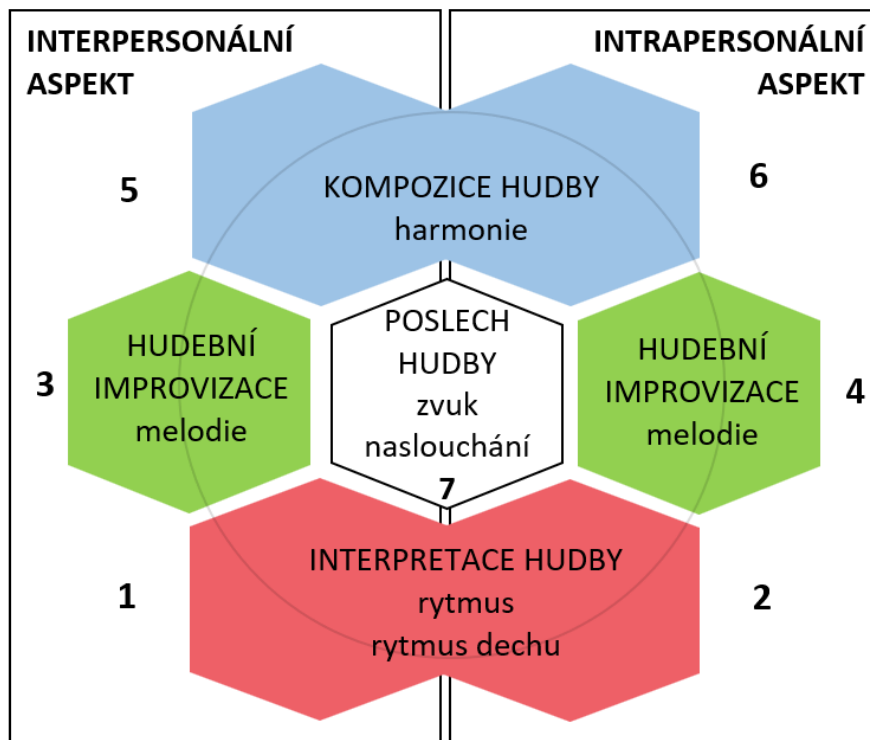 INTERPERSONÁLNÍ
ASPEKT
INTRAPERSONÁLNÍ
ASPEKT
5
KOMPOZICE HUDBY
harmonie
6
3
HUDEBNÍ
IMPROVIZACE
melodie
POSLECH
HUDBY
zvuk
naslouchání
7
HUDEBNÍ
IMPROVIZACE
melodie
4
1
INTERPRETACE HUDBY
rytmus
rytmus dechu
2